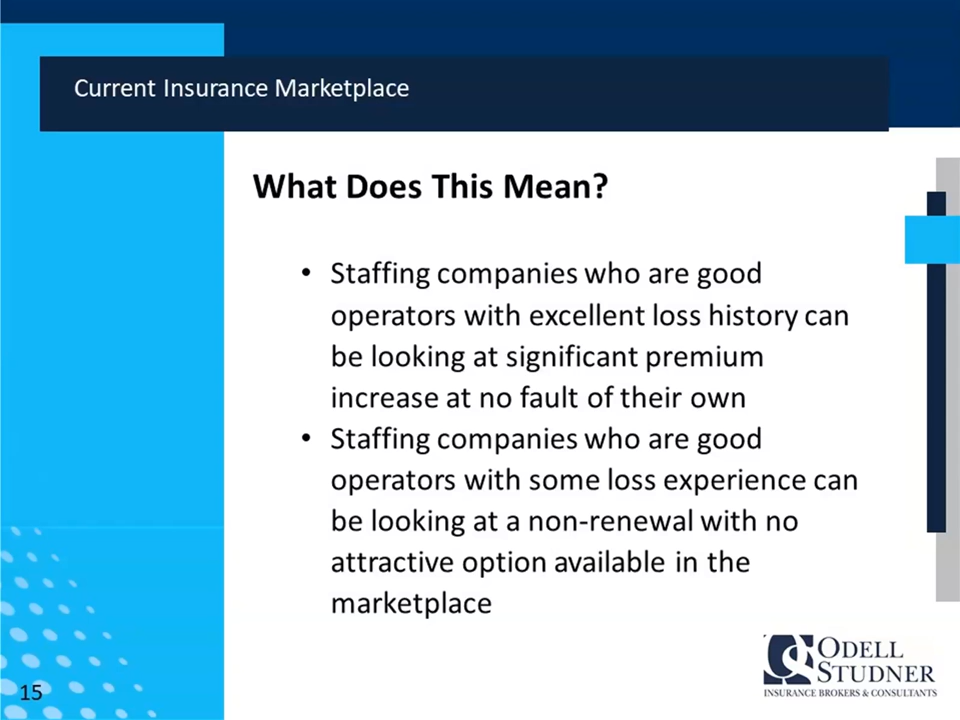 Current Insurance Marketplace
What Does This Mean?
• Staffing companies who are good
operators with excellent loss history can
be looking at significant premium
increase at no fault of their own
• Staffing companies who are good
operators with some loss experience can
be looking at a non-renewal with no
attractive option available in the
marketplace
ODELL
STUDNER
INSURANCE BROKERS & CONSULTANTS
15